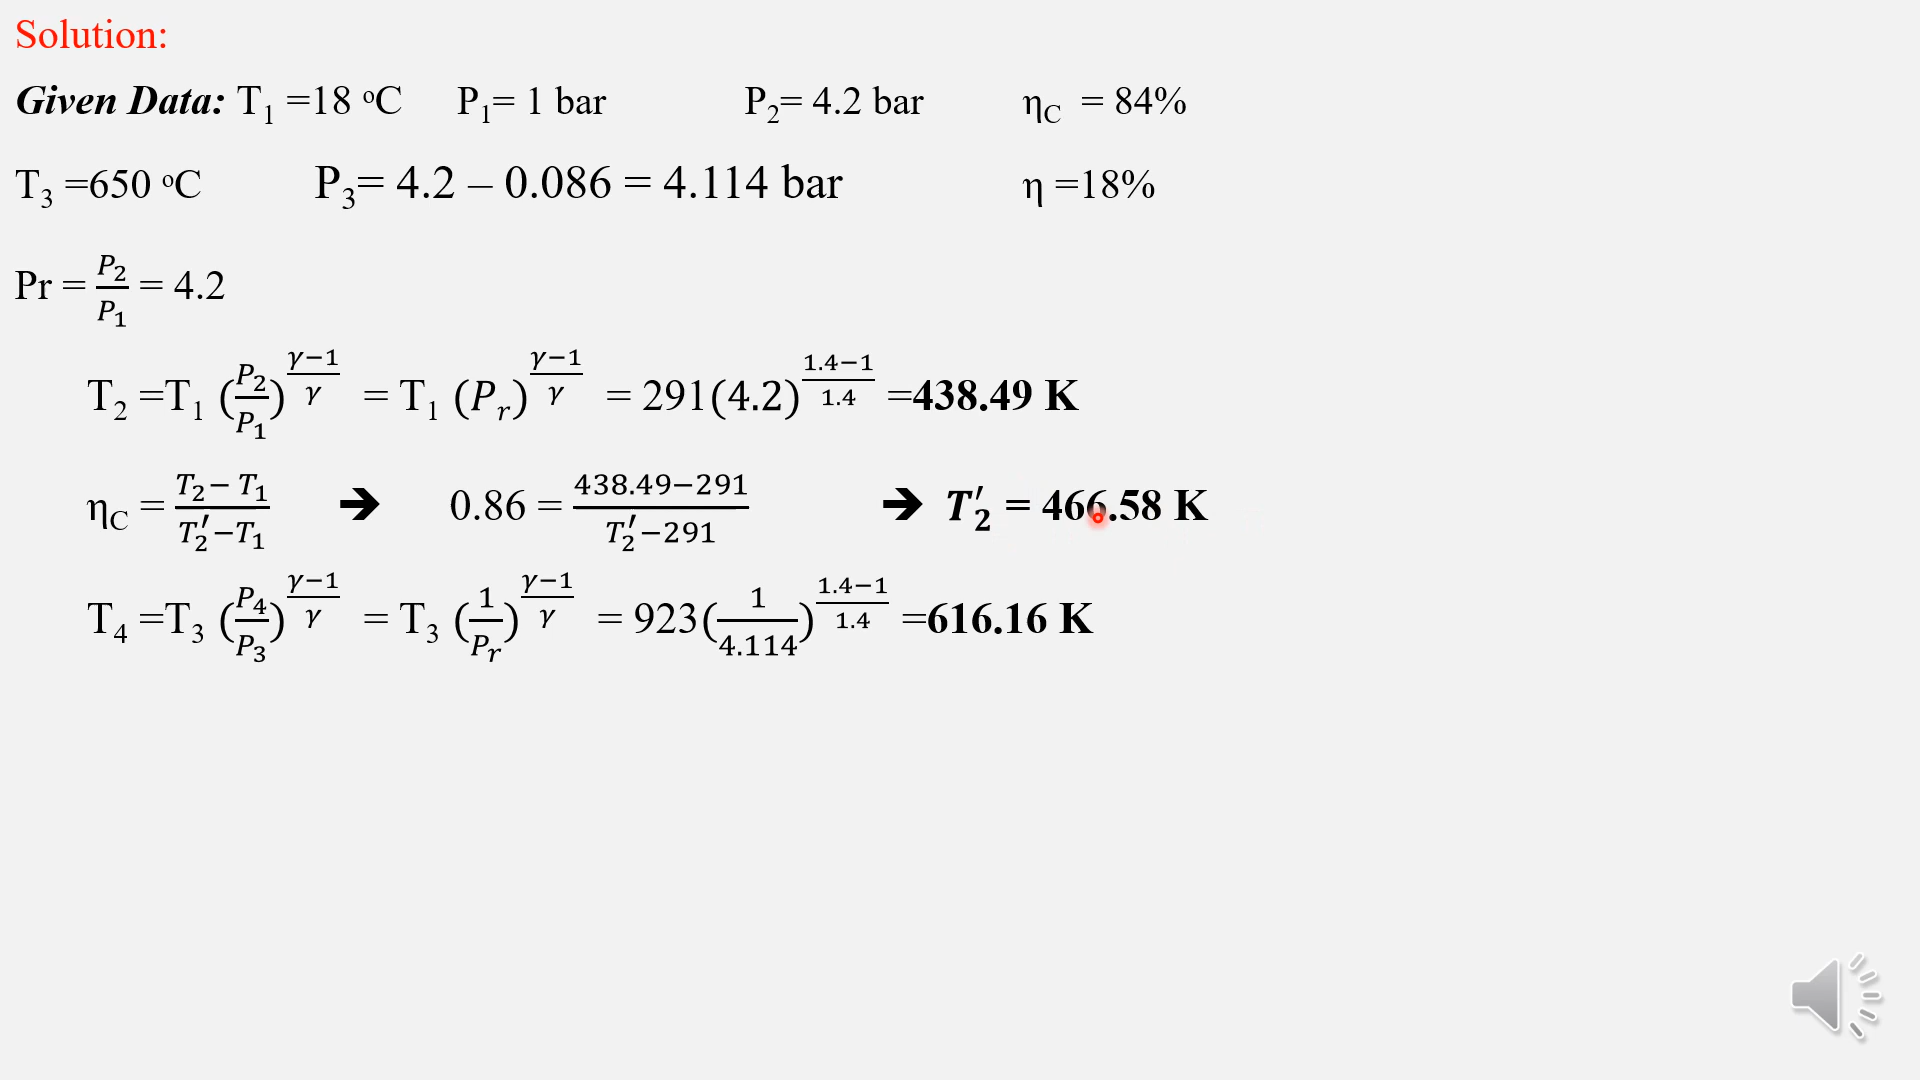 Solution:
Given Data: T₁ =18 ᵒC P₁= 1 bar P₂= 4.2 bar ηC = 84%
T₃ =650 ᵒC P₃= 4.2 – 0.086 = 4.114 bar η =18%
Pr = P₂/P₁ = 4.2
T₂ =T₁ (P₂/P₁)^((γ−1)/γ) = T₁ (Pᵣ)^((γ−1)/γ) = 291(4.2)^((1.4−1)/1.4) =438.49 K
ηC = (T₂− T₁)/(T₂′−T₁) 🡺 0.86 = (438.49−291)/(T₂′−291) 🡺 T₂′ = 466.58 K
T₄ =T₃ (P₄/P₃)^((γ−1)/γ) = T₃ (1/Pᵣ)^((γ−1)/γ) = 923(1/4.114)^((1.4−1)/1.4) =616.16 K